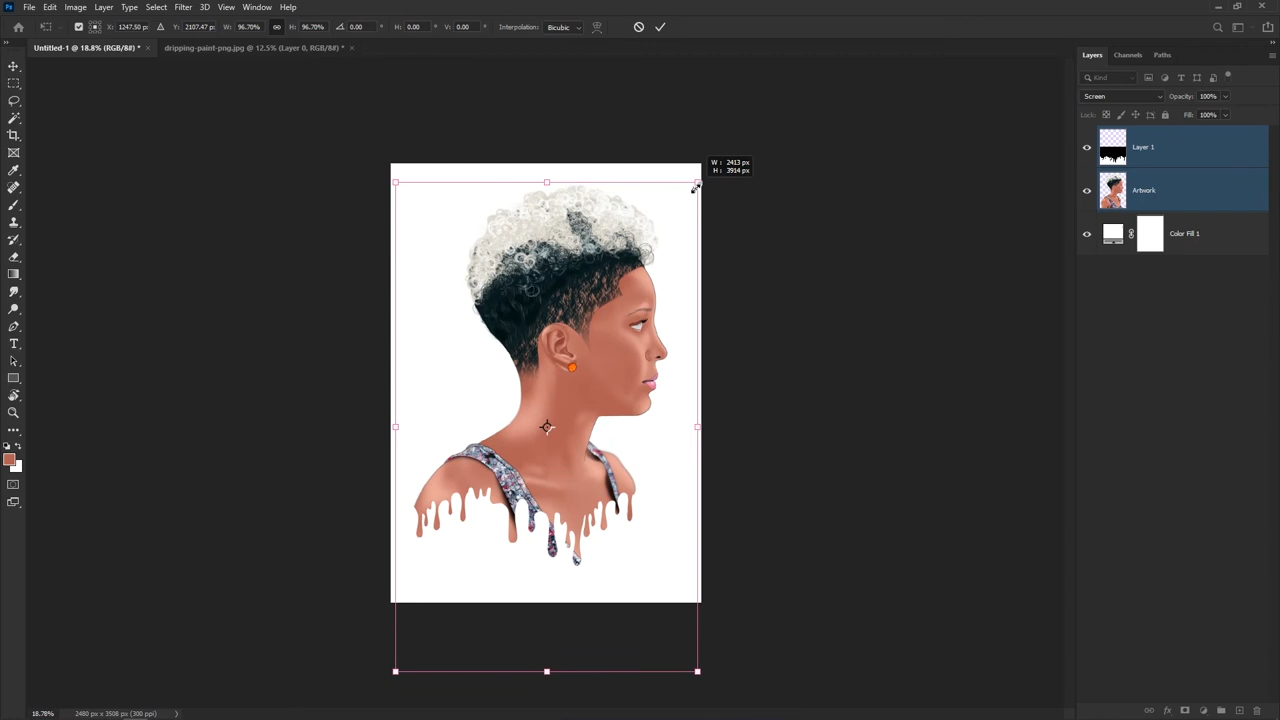 Ps File Edit Image Layer Type Select Filter 3D View Window Help
X: 1247.50 px Y: 2107.47 px W: 96.70% H: 96.70% 0.00 ° H: 0.00 ° V: 0.00 ° Interpolation: Bicubic
Untitled-1 @ 18.8% (RGB/8#) * × dripping-paint-png.jpg @ 12.5% (Layer 0, RGB/8#) * ×
Layers Channels Paths
Kind
Screen Opacity: 100%
Lock: Fill: 100%
Layer 1
W : 2413 px
H : 3914 px
Artwork
Color Fill 1
18.78% 2480 px x 3508 px (300 ppi)
fx